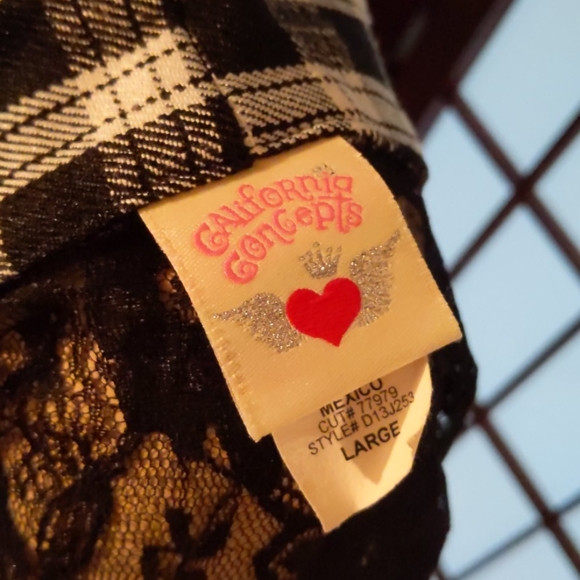 California
Concepts
MEXICO
CUT# 77979
STYLE# D13J253
LARGE